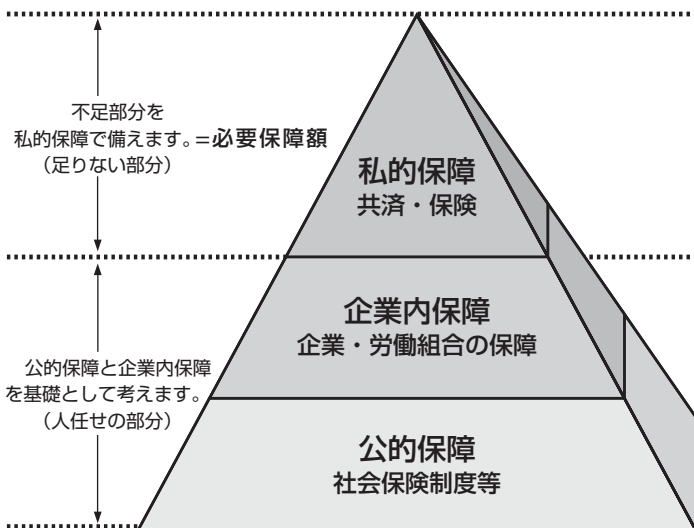 不足部分を
私的保障で備えます。=必要保障額
（足りない部分）
私的保障
共済・保険
企業内保障
企業・労働組合の保障
公的保障と企業内保障
を基礎として考えます。
（人任せの部分）
公的保障
社会保険制度等